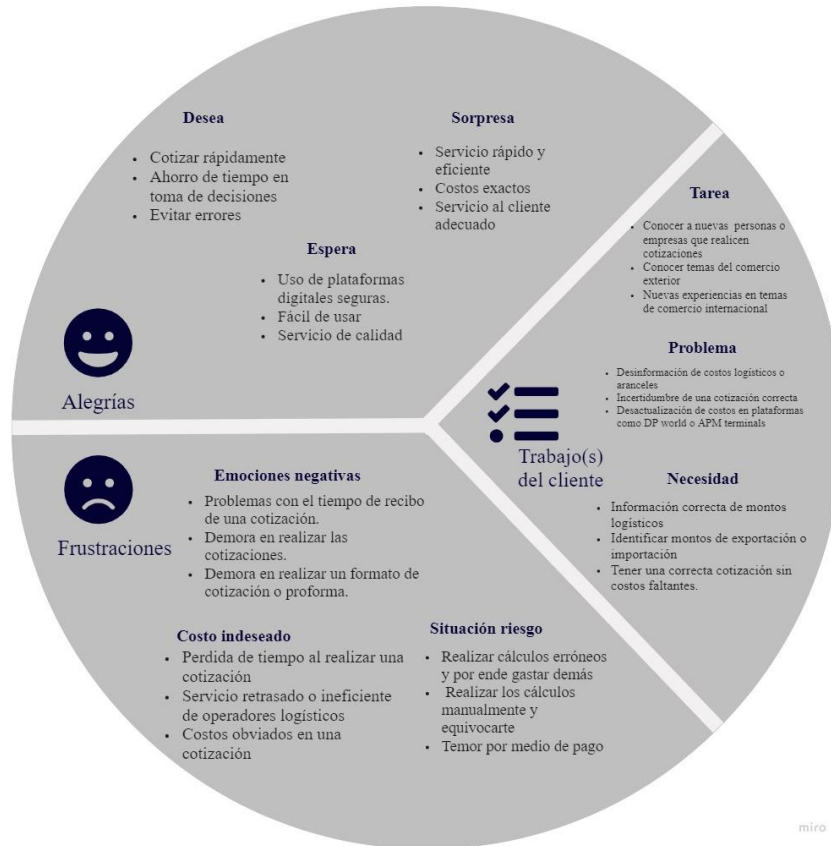 Desea
• Cotizar rápidamente
• Ahorro de tiempo en
toma de decisiones
• Evitar errores
Sorpresa
• Servicio rápido y
eficiente
• Costos exactos
• Servicio al cliente
adecuado
Espera
• Uso de plataformas
digitales seguras.
• Fácil de usar
• Servicio de calidad
Alegrías
Tarea
• Conocer a nuevas personas o
empresas que realicen
cotizaciones
• Conocer temas del comercio
exterior
• Nuevas experiencias en temas
de comercio internacional
Problema
• Desinformación de costos logísticos o
aranceles
• Incertidumbre de una cotización correcta
• Desactualización de costos en plataformas
como DP world o APM terminals
Trabajo(s)
del cliente
Necesidad
• Información correcta de montos
logísticos
• Identificar montos de exportación o
importación
• Tener una correcta cotización sin
costos faltantes.
Frustraciones
Emociones negativas
• Problemas con el tiempo de recibo
de una cotización.
• Demora en realizar las
cotizaciones.
• Demora en realizar un formato de
cotización o proforma.
Costo indeseado
• Perdida de tiempo al realizar una
cotización
• Servicio retrasado o ineficiente
de operadores logísticos
• Costos obviados en una
cotización
Situación riesgo
• Realizar cálculos erróneos
y por ende gastar demás
• Realizar los cálculos
manualmente y
equivocarte
• Temor por medio de pago
miro